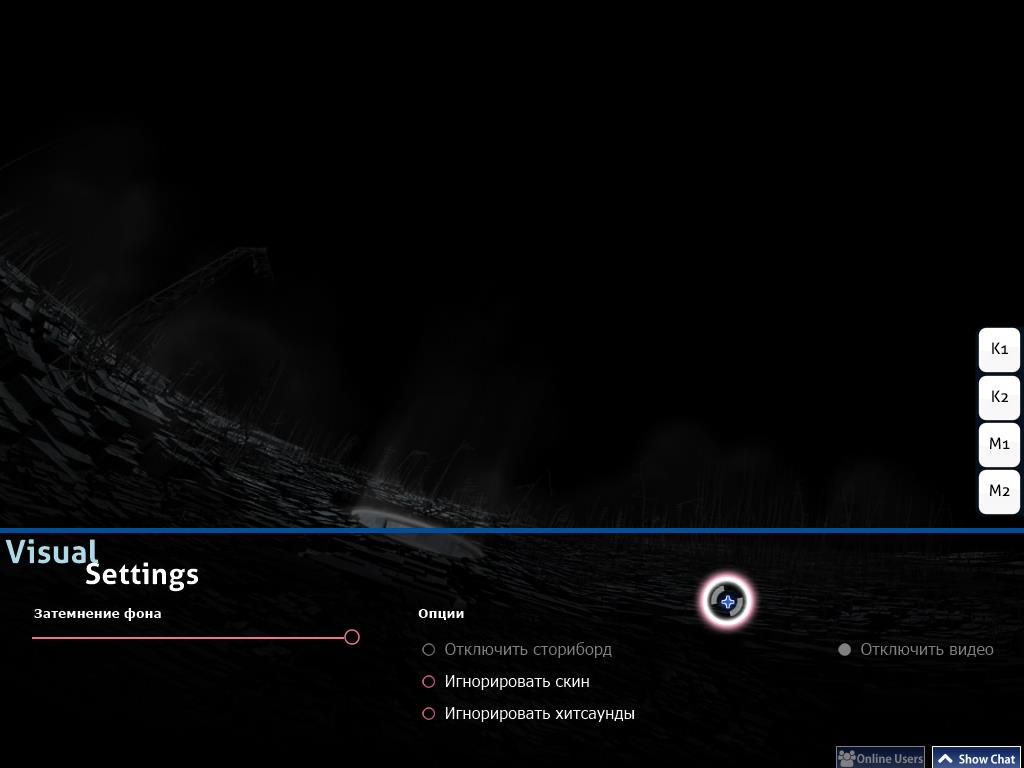 K1
K2
M1
M2
Visual
Settings
Затемнение фона
Опции
Отключить сториборд
Отключить видео
Игнорировать скин
Игнорировать хитсаунды
Online Users
Show Chat